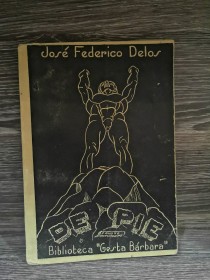 José Federico Delos
DE PIE
Biblioteca "Gesta Bárbara"